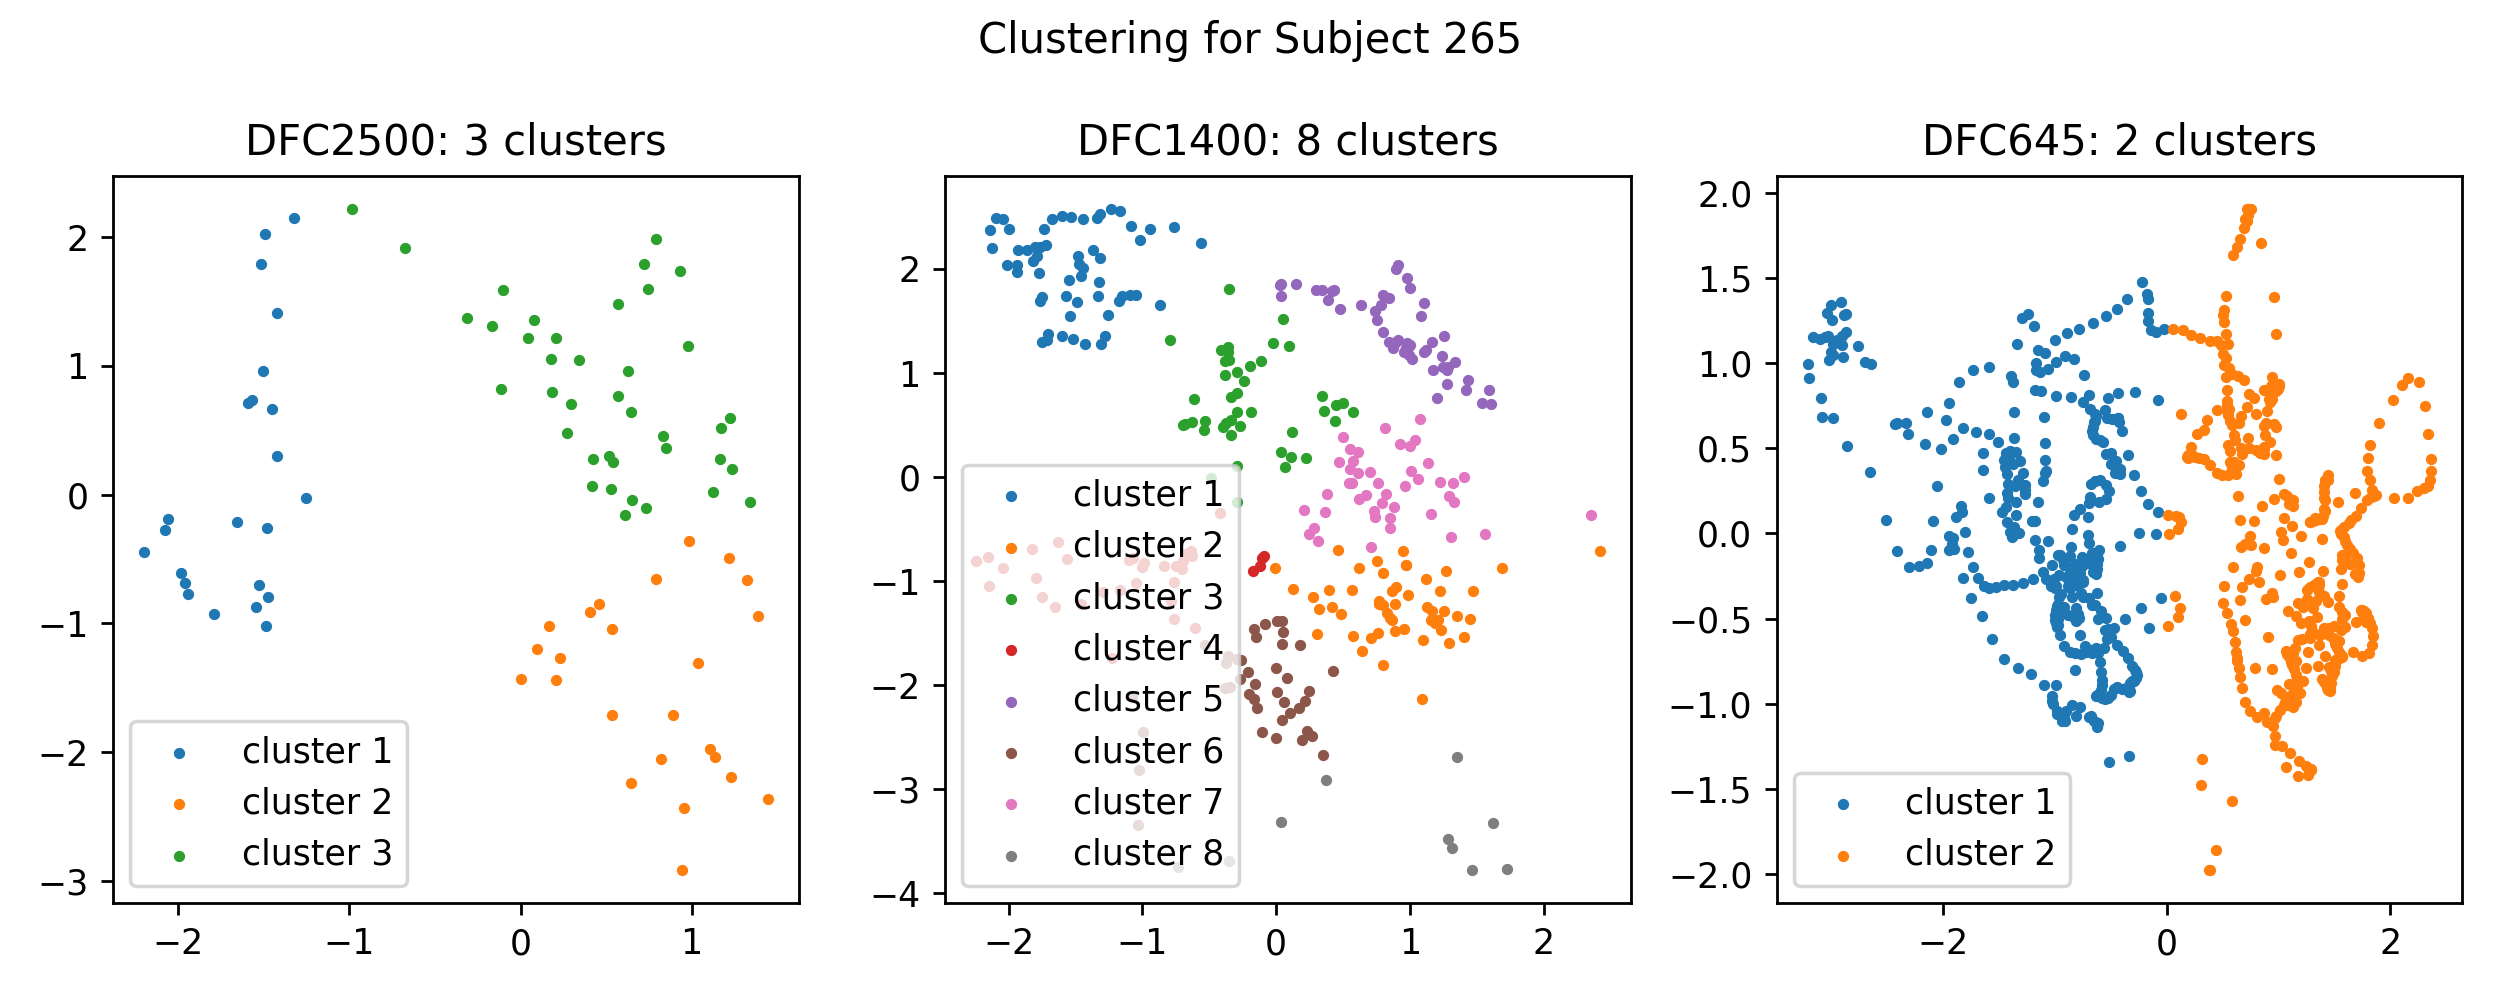 Clustering for Subject 265
DFC2500: 3 clusters
2
1
0
−1
−2
−3
−2
−1
0
1
cluster 1
cluster 2
cluster 3
DFC1400: 8 clusters
2
1
0
−1
−2
−3
−4
−2
−1
0
1
2
cluster 1
cluster 2
cluster 3
cluster 4
cluster 5
cluster 6
cluster 7
cluster 8
DFC645: 2 clusters
2.0
1.5
1.0
0.5
0.0
−0.5
−1.0
−1.5
−2.0
−2
0
2
cluster 1
cluster 2